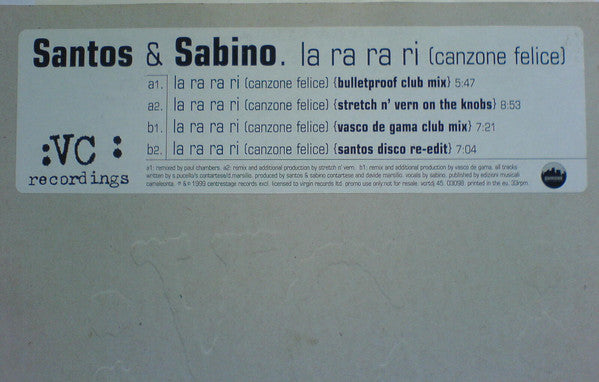 Santos & Sabino. la ra ra ri (canzone felice)
a1. la ra ra ri (canzone felice) {bulletproof club mix} 5:47
a2. la ra ra ri (canzone felice) {stretch n' vern on the knobs} 8:53
b1. la ra ra ri (canzone felice) {vasco de gama club mix} 7:21
b2. la ra ra ri (canzone felice) {santos disco re-edit} 7:04
:VC :
recordings
a1: remixed by paul chambers. a2: remix and additional production by stretch n' vern. b1: remix and additional production by vasco de gama. all tracks
written by s.pucello/s.contartese/d.marsillo. produced by santos & sabino contartese and davide marsillo. vocals by sabino. published by edizioni musicali
cameleonta. ℗ & © 1999 centrestage records excl. licensed to virgin records ltd. promo use only:not for resale. vcrtdj 45. 03098. printed in the eu. 33rpm.